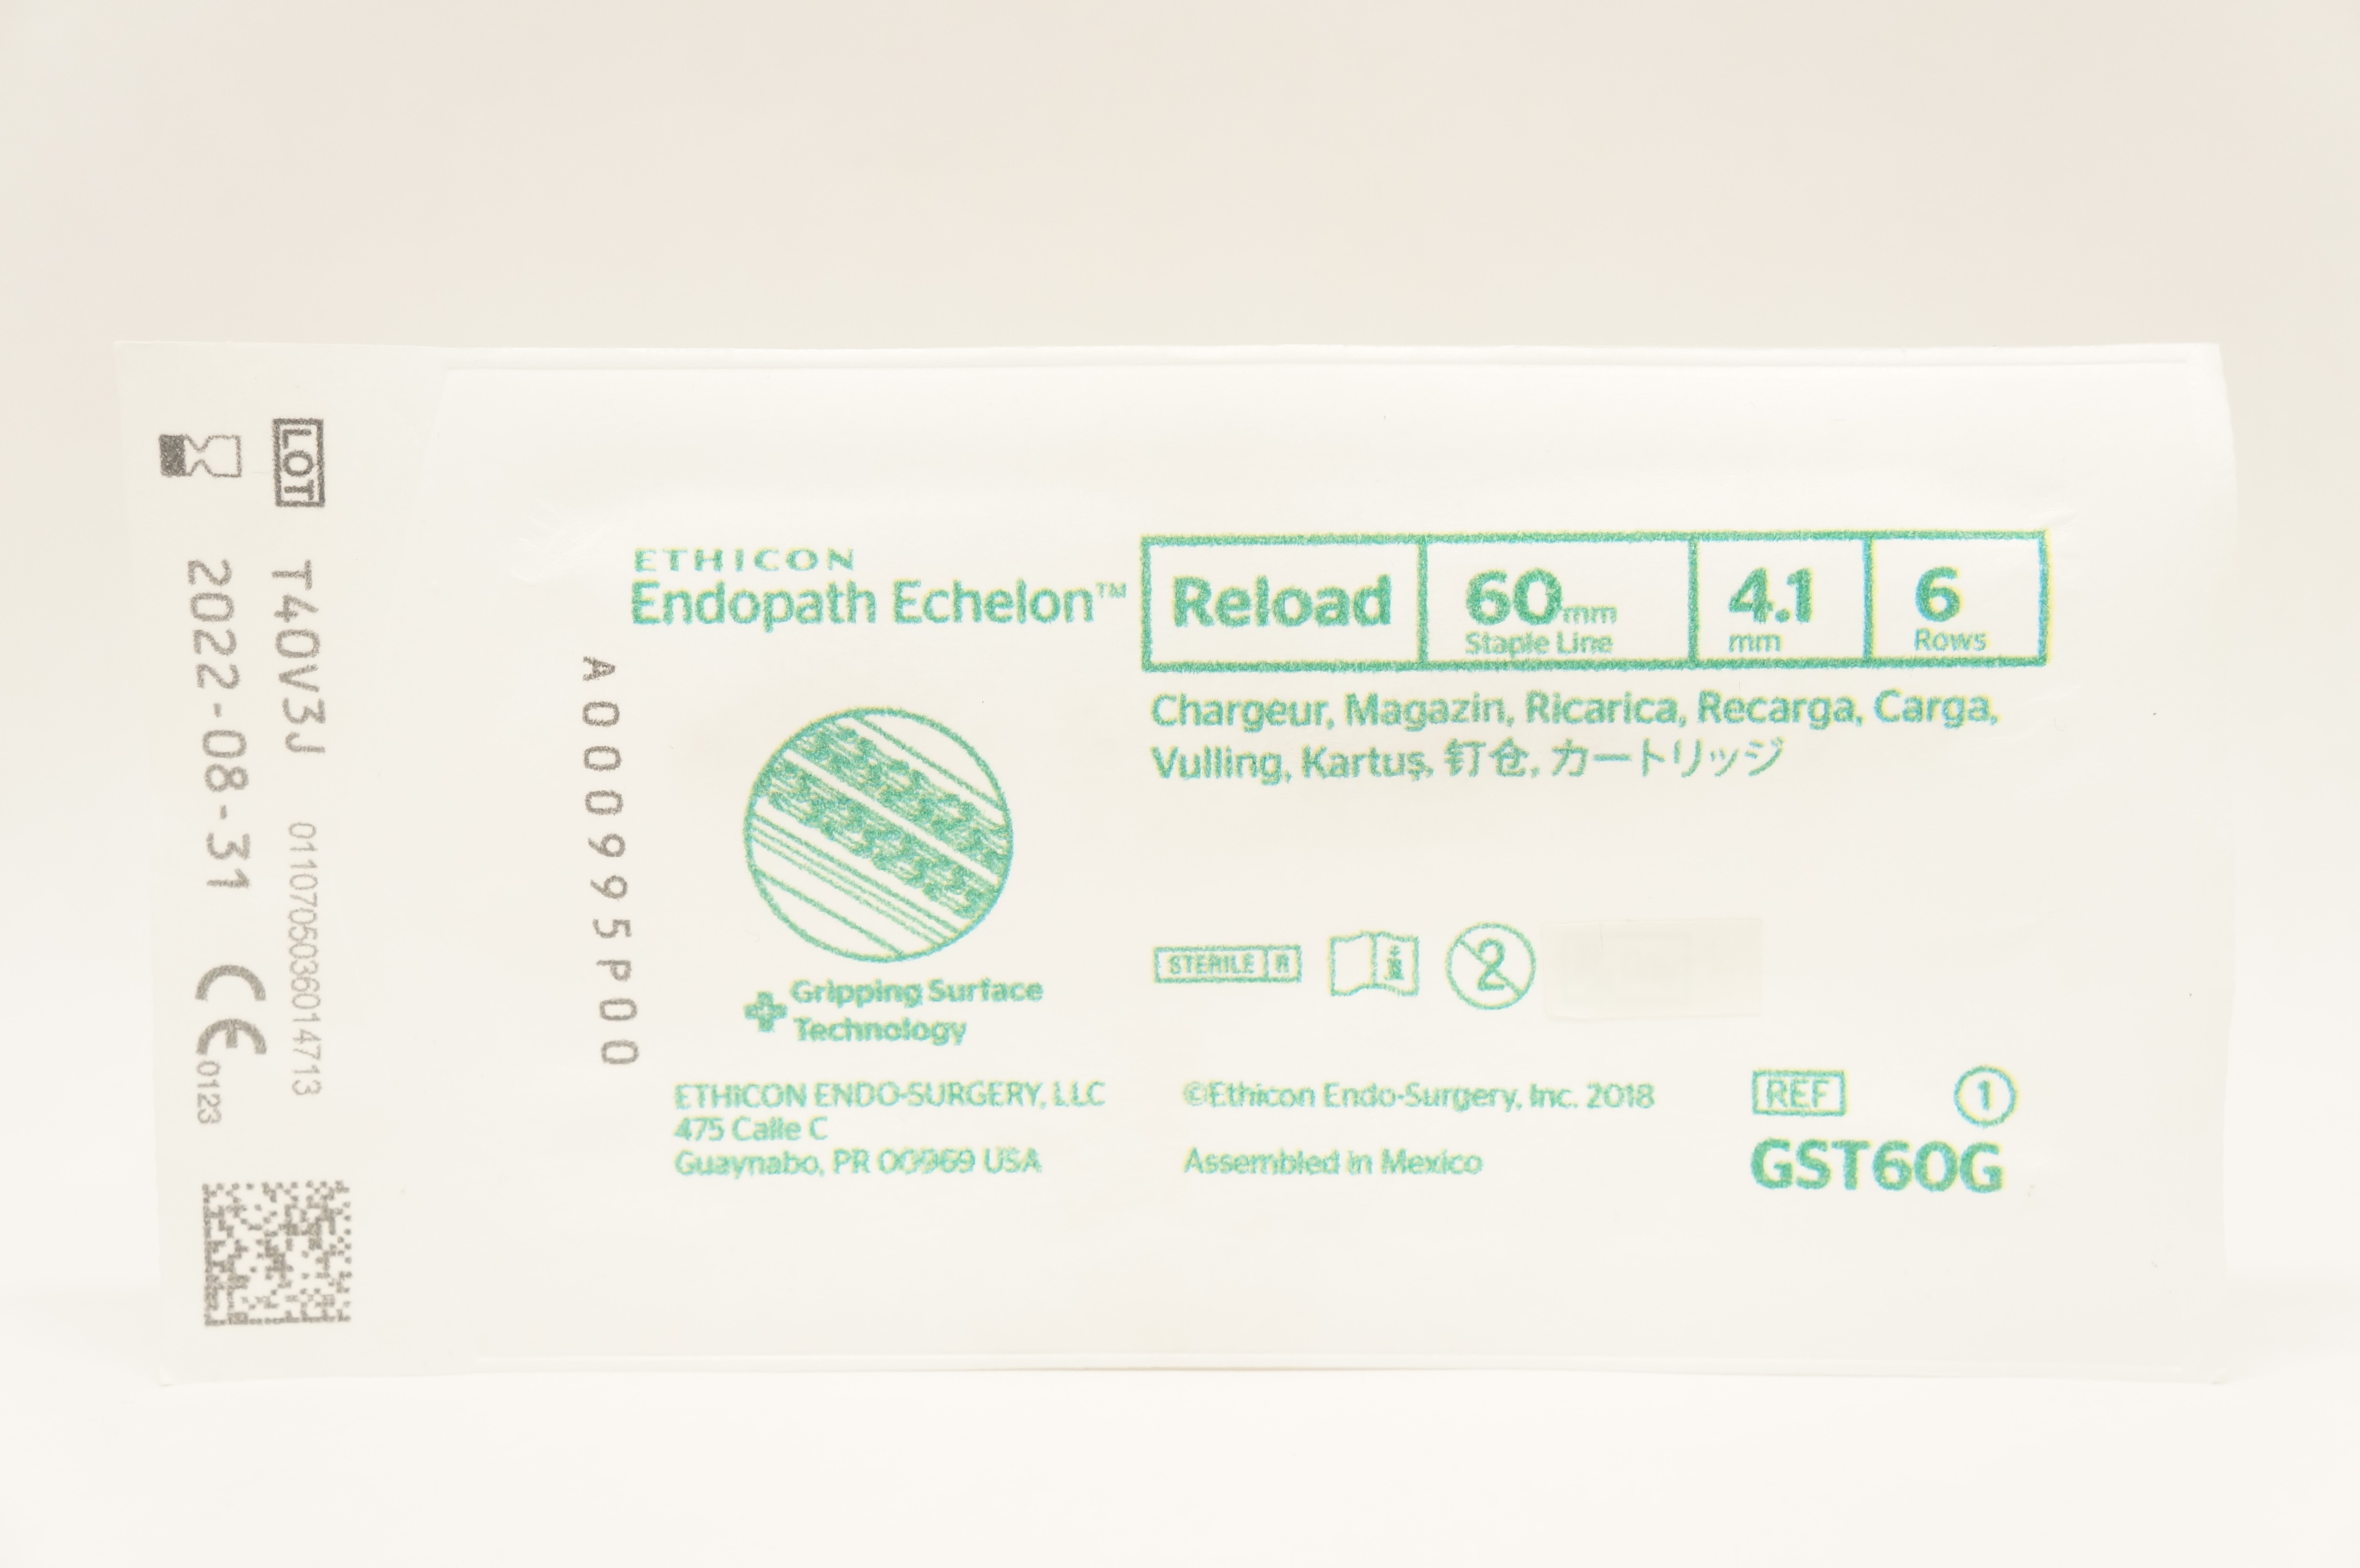 LOT T40V3J 0110705036014713
2022-08-31 CE 0123
A000995P00
ETHICON
Endopath Echelon™
Reload
60mm
Staple Line
4.1
mm
6
Rows
Chargeur, Magazin, Ricarica, Recarga, Carga,
Vulling, Kartuş, 钉仓, カートリッジ
Gripping Surface
Technology
STERILE R
2
ETHICON ENDO-SURGERY, LLC
475 Calle C
Guaynabo, PR 00969 USA
©Ethicon Endo-Surgery, Inc. 2018
Assembled in Mexico
REF 1
GST60G